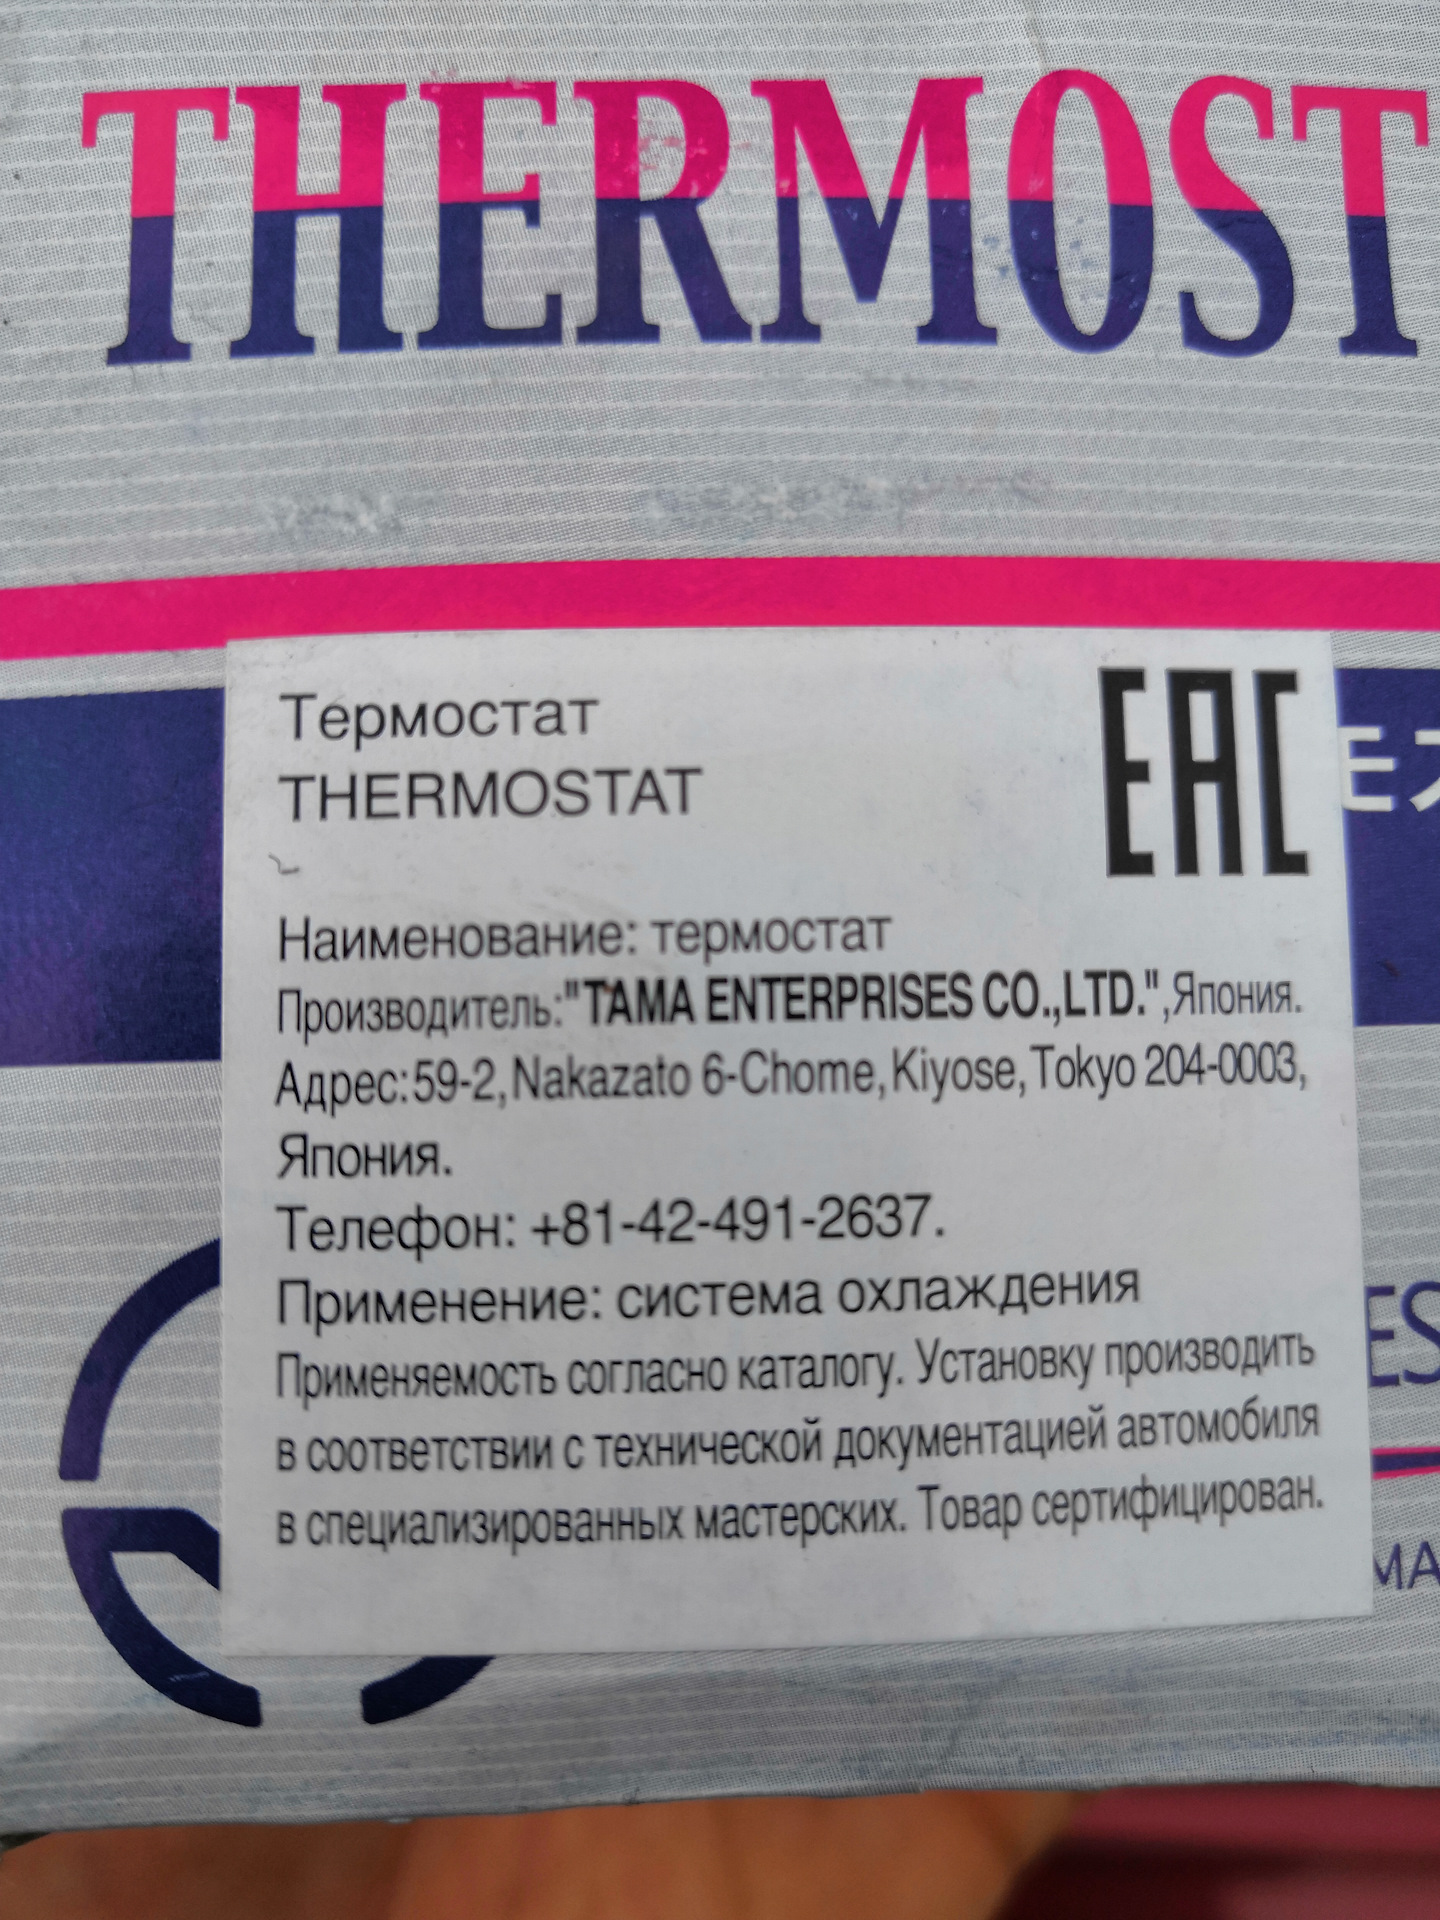 THERMOST
Термостат
THERMOSTAT
EAC
Наименование: термостат
Производитель:"TAMA ENTERPRISES CO.,LTD.",Япония.
Адрес:59-2,Nakazato 6-Chome,Kiyose,Tokyo 204-0003,
Япония.
Телефон: +81-42-491-2637.
Применение: система охлаждения
Применяемость согласно каталогу. Установку производить
в соответствии с технической документацией автомобиля
в специализированных мастерских. Товар сертифицирован.
ES
MA